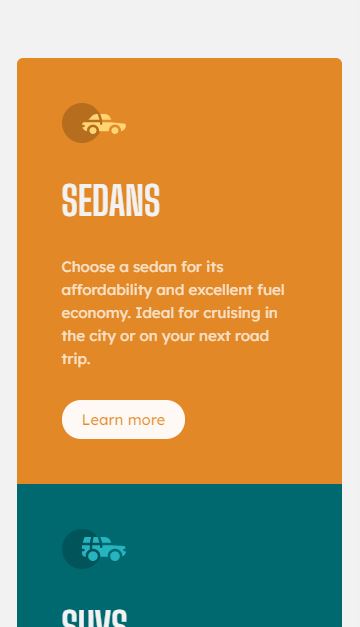 SEDANS
Choose a sedan for its
affordability and excellent fuel
economy. Ideal for cruising in
the city or on your next road
trip.
Learn more
SUVS